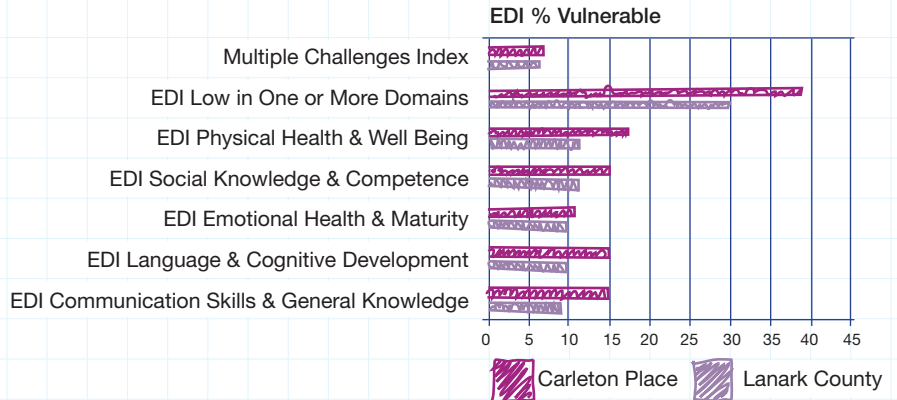 EDI % Vulnerable
Multiple Challenges Index
EDI Low in One or More Domains
EDI Physical Health & Well Being
EDI Social Knowledge & Competence
EDI Emotional Health & Maturity
EDI Language & Cognitive Development
EDI Communication Skills & General Knowledge
0 5 10 15 20 25 30 35 40 45
Carleton Place Lanark County